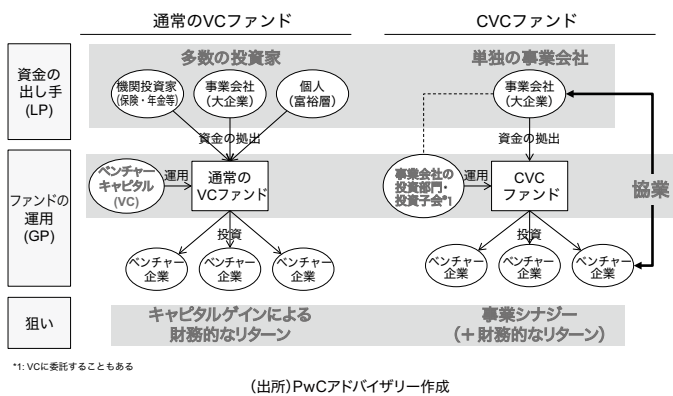 通常のVCファンド
CVCファンド
資金の
出し手
(LP)
多数の投資家
単独の事業会社
機関投資家
(保険・年金等)
事業会社
(大企業)
個人
(富裕層)
事業会社
(大企業)
資金の拠出
資金の拠出
ファンドの
運用
(GP)
ベンチャー
キャピタル
(VC)
運用
通常の
VCファンド
事業会社の
投資部門・
投資子会*1
運用
CVC
ファンド
協業
投資
投資
ベンチャー
企業
ベンチャー
企業
ベンチャー
企業
ベンチャー
企業
ベンチャー
企業
ベンチャー
企業
狙い
キャピタルゲインによる
財務的なリターン
事業シナジー
(+財務的なリターン)
*1: VCに委託することもある
(出所)PwCアドバイザリー作成